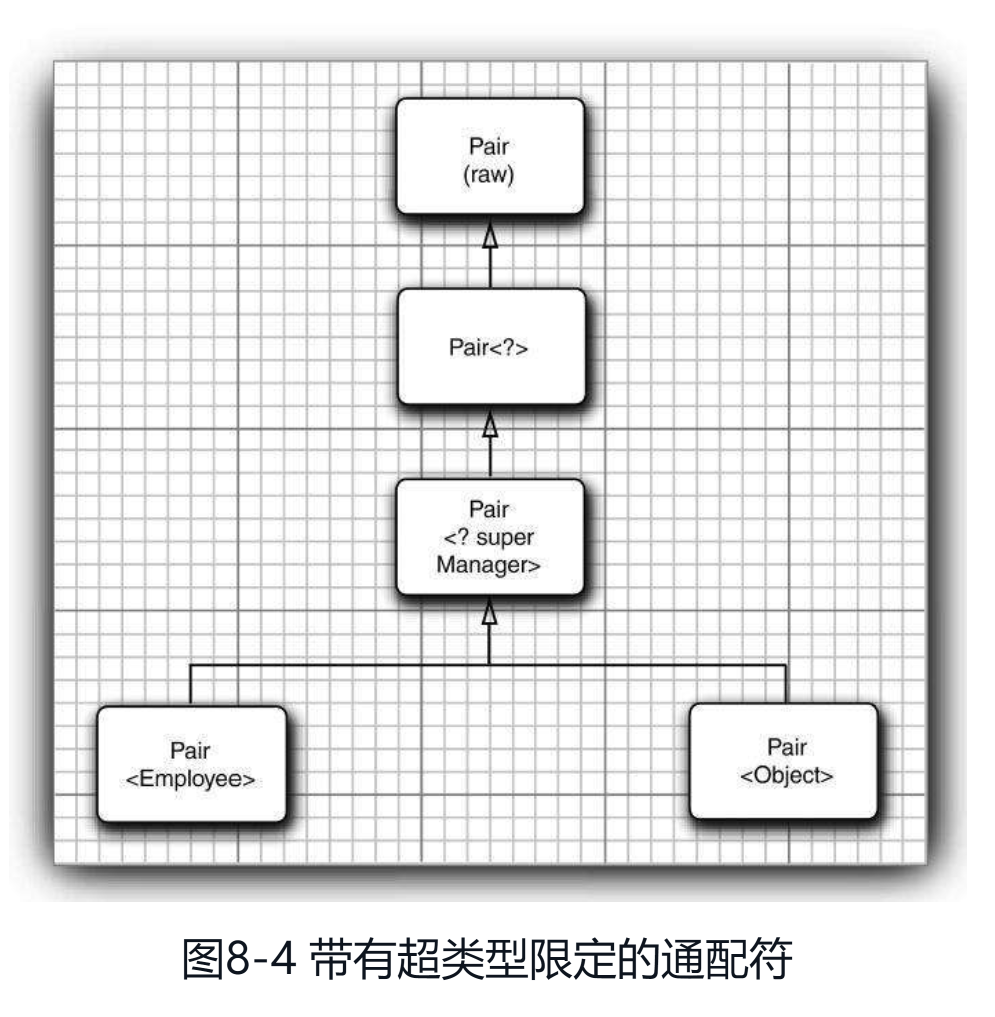 Pair
(raw)
Pair<?>
Pair
<? super
Manager>
Pair
<Employee>
Pair
<Object>
图8-4 带有超类型限定的通配符